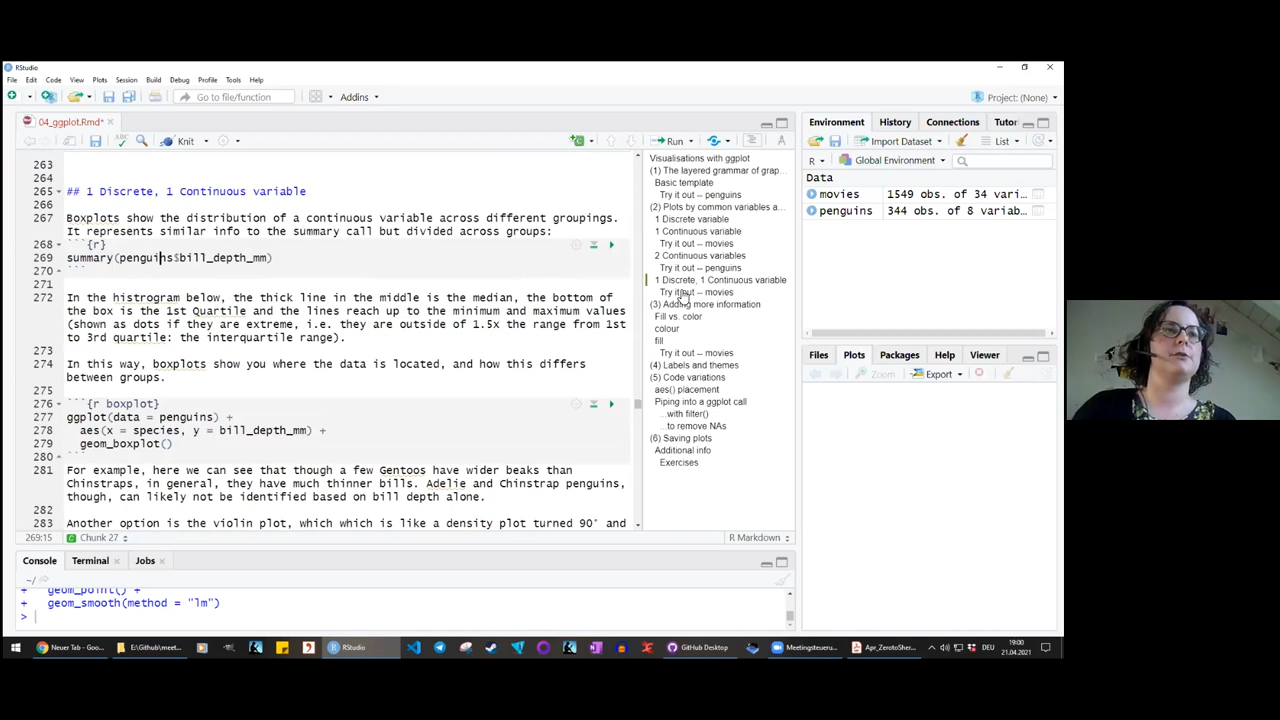 RStudio
File Edit Code View Plots Session Build Debug Profile Tools Help
Go to file/function
Addins
Project: (None)
04_ggplot.Rmd*
Knit
Run
263
264
265 ## 1 Discrete, 1 Continuous variable
266
267 Boxplots show the distribution of a continuous variable across different groupings.
It represents similar info to the summary call but divided across groups:
268 ```{r}
269 summary(penguins$bill_depth_mm)
270 ```
271
272 In the histrogram below, the thick line in the middle is the median, the bottom of
the box is the 1st Quartile and the lines reach up to the minimum and maximum values
(shown as dots if they are extreme, i.e. they are outside of 1.5x the range from 1st
to 3rd quartile: the interquartile range).
273
274 In this way, boxplots show you where the data is located, and how this differs
between groups.
275
276 ```{r boxplot}
277 ggplot(data = penguins) +
278 aes(x = species, y = bill_depth_mm) +
279 geom_boxplot()
280 ```
281 For example, here we can see that though a few Gentoos have wider beaks than
Chinstraps, in general, they have much thinner bills. Adelie and Chinstrap penguins,
though, can likely not be identified based on bill depth alone.
282
283 Another option is the violin plot, which which is like a density plot turned 90° and
269:15 Chunk 27 R Markdown
Visualisations with ggplot
(1) The layered grammar of grap...
Basic template
Try it out -- penguins
(2) Plots by common variables a...
1 Discrete variable
1 Continuous variable
Try it out -- movies
2 Continuous variables
Try it out -- penguins
1 Discrete, 1 Continuous variable
Try it out -- movies
(3) Adding more information
Fill vs. color
colour
fill
Try it out -- movies
(4) Labels and themes
(5) Code variations
aes() placement
Piping into a ggplot call
...with filter()
...to remove NAs
(6) Saving plots
Additional info
Exercises
Console Terminal Jobs
~/
+ geom_point() +
+ geom_smooth(method = "lm")
>
Environment History Connections Tutor
Import Dataset List
R Global Environment
Data
movies 1549 obs. of 34 vari...
penguins 344 obs. of 8 variab...
Files Plots Packages Help Viewer
Zoom Export
Neuer Tab - Goo...
E:\Github\meet...
RStudio
GitHub Desktop
Meetingsteueru...
Apr_ZerotoSher...
DEU
19:00
21.04.2021